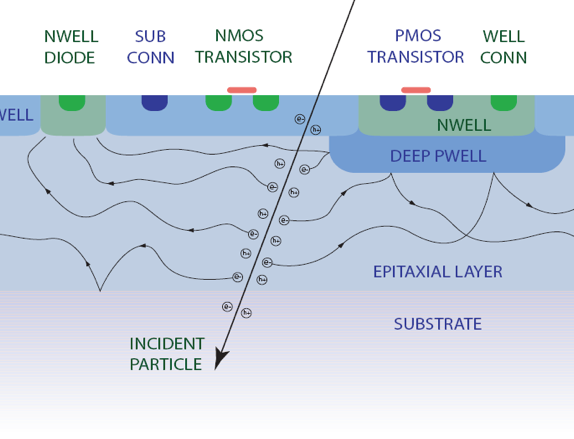 NWELL
DIODE
SUB
CONN
NMOS
TRANSISTOR
PMOS
TRANSISTOR
WELL
CONN
WELL
NWELL
DEEP PWELL
e-
h+
h+
e-
e-
h+
h+
e-
e-
h+
h+
e-
e-
h+
e-
h+
EPITAXIAL LAYER
SUBSTRATE
INCIDENT
PARTICLE